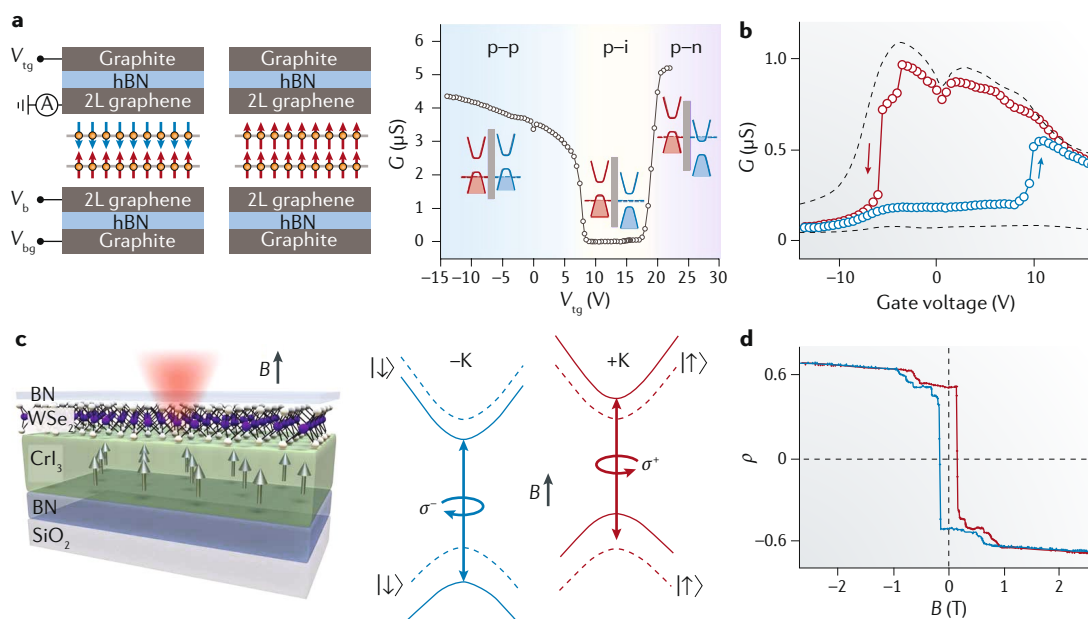 a
V_tg
Graphite
hBN
2L graphene
A
2L graphene
V_b
hBN
V_bg
Graphite
Graphite
hBN
2L graphene
2L graphene
hBN
Graphite
p–p
p–i
p–n
6
5
4
3
2
1
0
G (μS)
–15
–10
–5
0
5
10
15
20
25
30
V_tg (V)
b
1.0
0.5
0
G (μS)
–10
0
10
Gate voltage (V)
c
B
BN
WSe₂
CrI₃
BN
SiO₂
|↓⟩
–K
σ⁻
|↓⟩
B
+K
|↑⟩
σ⁺
|↑⟩
d
0.6
0
–0.6
ρ
–2
–1
0
1
2
B (T)